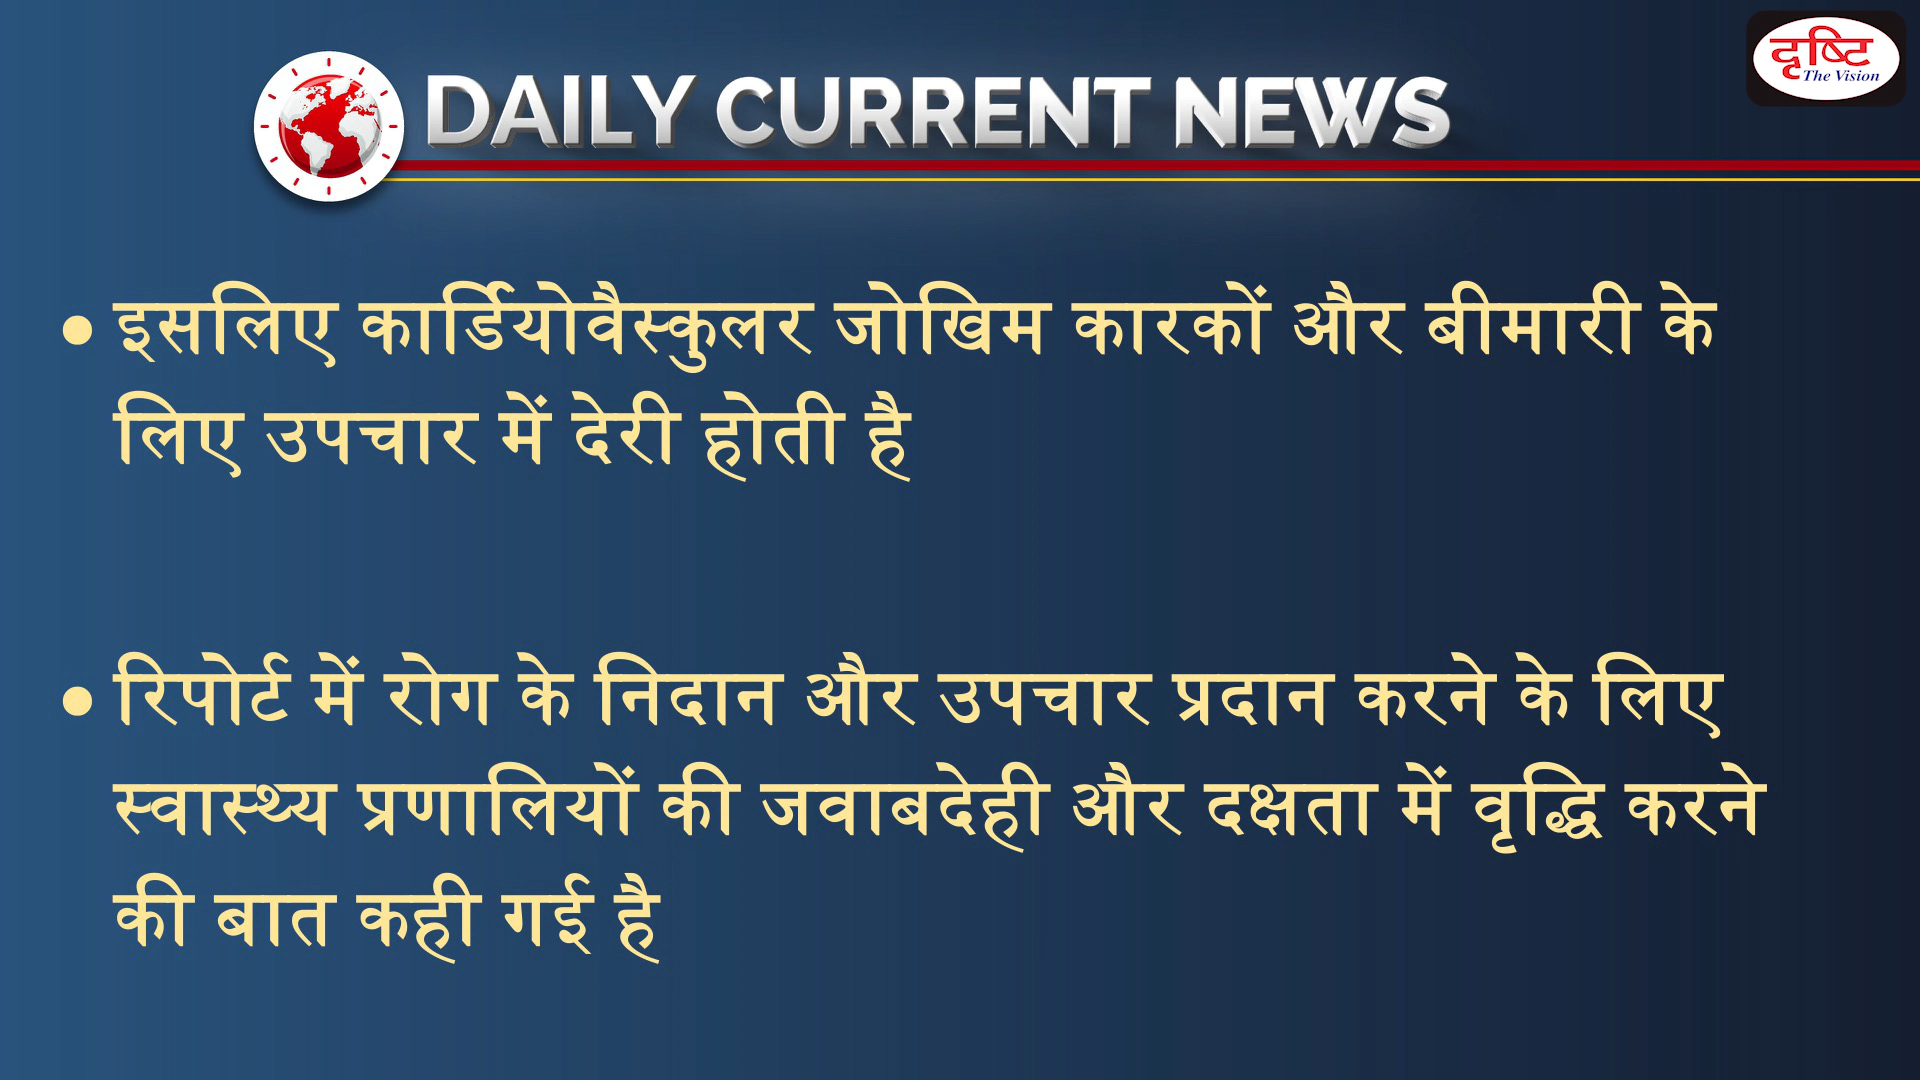 दृष्टि
The Vision
DAILY CURRENT NEWS
• इसलिए कार्डियोवैस्कुलर जोखिम कारकों और बीमारी के
लिए उपचार में देरी होती है
• रिपोर्ट में रोग के निदान और उपचार प्रदान करने के लिए
स्वास्थ्य प्रणालियों की जवाबदेही और दक्षता में वृद्धि करने
की बात कही गई है